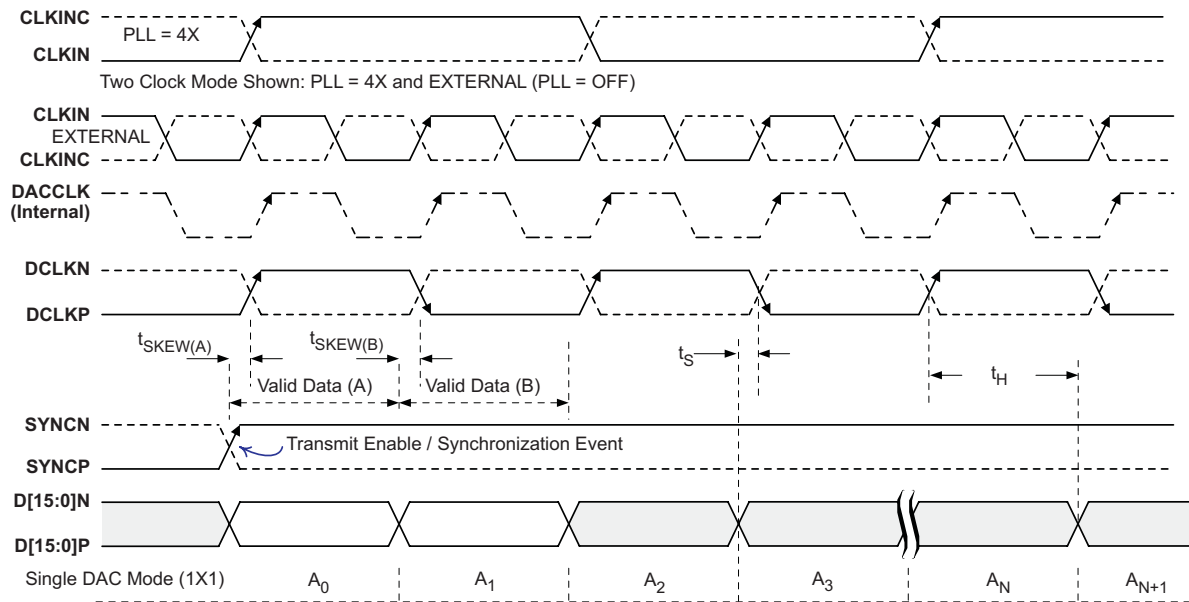 CLKINC
PLL = 4X
CLKIN
Two Clock Mode Shown: PLL = 4X and EXTERNAL (PLL = OFF)
CLKIN
EXTERNAL
CLKINC
DACCLK
(Internal)
DCLKN
DCLKP
tSKEW(A)
tSKEW(B)
tS
tH
Valid Data (A)
Valid Data (B)
SYNCN
Transmit Enable / Synchronization Event
SYNCP
D[15:0]N
D[15:0]P
Single DAC Mode (1X1) A0 A1 A2 A3 AN AN+1